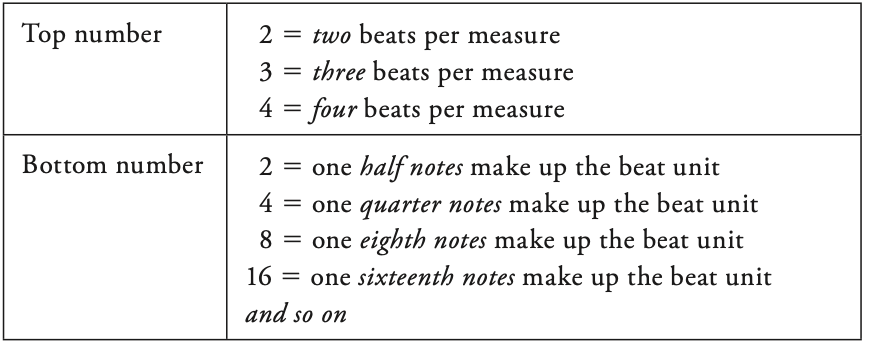 Top number
2 = two beats per measure
3 = three beats per measure
4 = four beats per measure
Bottom number
2 = one half notes make up the beat unit
4 = one quarter notes make up the beat unit
8 = one eighth notes make up the beat unit
16 = one sixteenth notes make up the beat unit
and so on